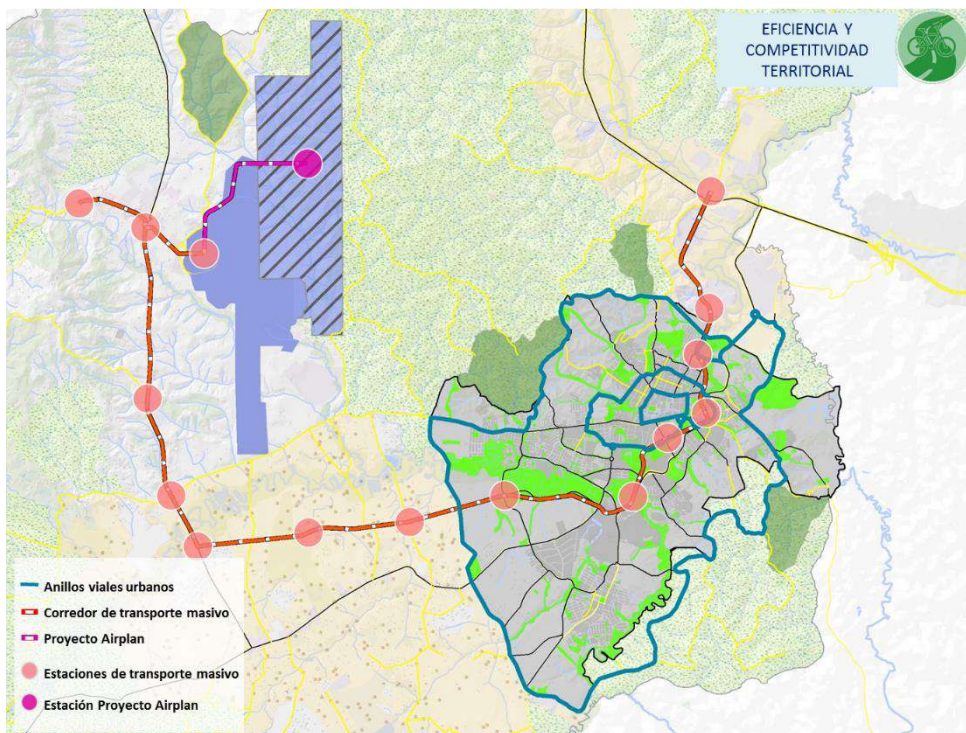 EFICIENCIA Y
COMPETITIVIDAD
TERRITORIAL
Anillos viales urbanos
Corredor de transporte masivo
Proyecto Airplan
Estaciones de transporte masivo
Estación Proyecto Airplan